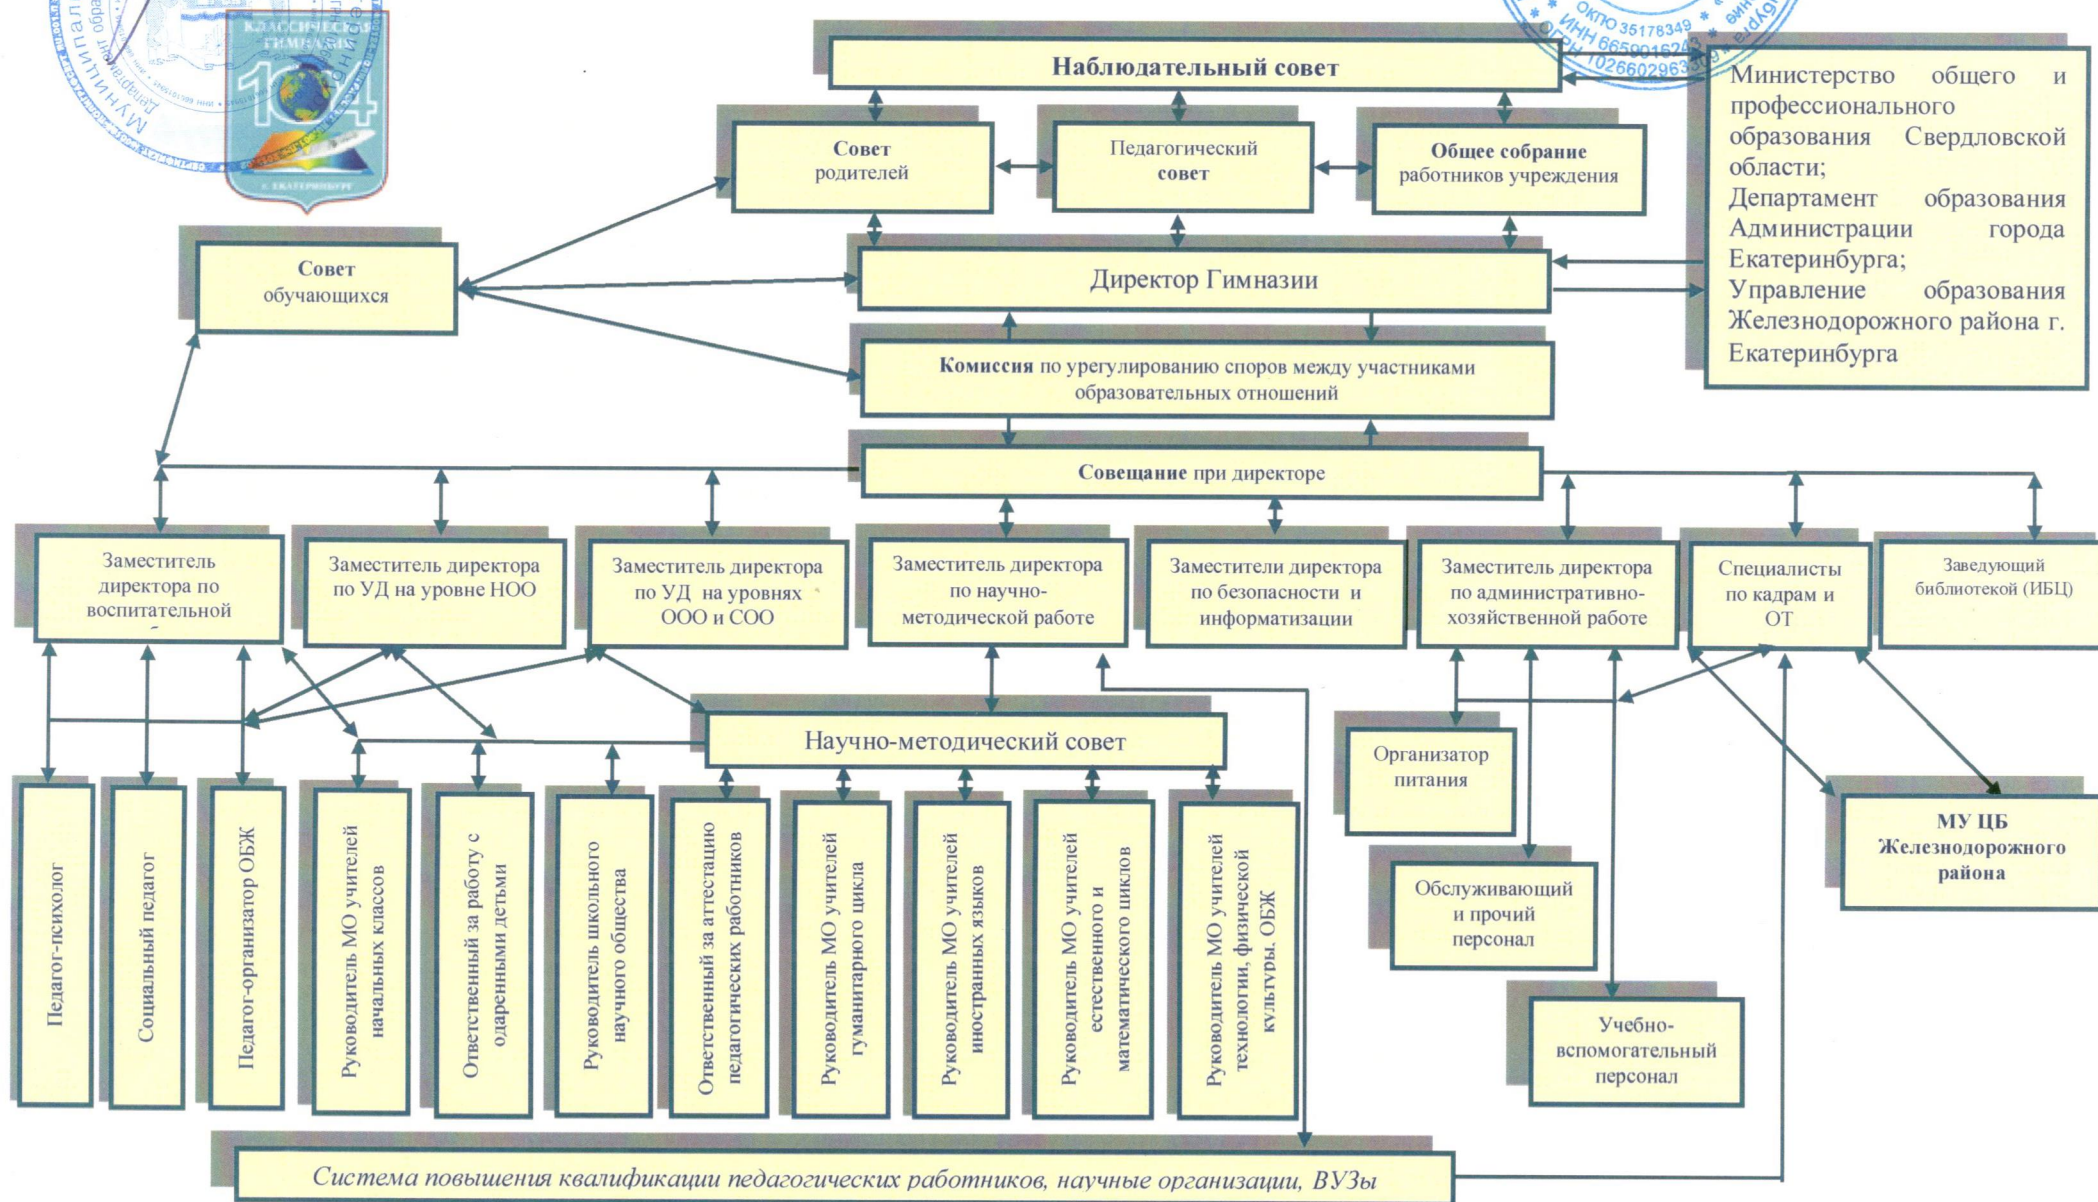 КЛАССИЧЕСКАЯ
ГИМНАЗИЯ
104
г. ЕКАТЕРИНБУРГ
ОКПО 35178349
Наблюдательный совет
Министерство общего и
профессионального
образования Свердловской
области;
Департамент образования
Администрации города
Екатеринбурга;
Управление образования
Железнодорожного района г.
Екатеринбурга
Совет
родителей
Педагогический
совет
Общее собрание
работников учреждения
Совет
обучающихся
Директор Гимназии
Комиссия по урегулированию споров между участниками
образовательных отношений
Совещание при директоре
Заместитель
директора по
воспитательной
Заместитель директора
по УД на уровне НОО
Заместитель директора
по УД на уровнях
ООО и СОО
Заместитель директора
по научно-
методической работе
Заместители директора
по безопасности и
информатизации
Заместитель директора
по административно-
хозяйственной работе
Специалисты
по кадрам и
ОТ
Заведующий
библиотекой (ИБЦ)
Научно-методический совет
Организатор
питания
МУ ЦБ
Железнодорожного
района
Обслуживающий
и прочий
персонал
Учебно-
вспомогательный
персонал
Педагог-психолог
Социальный педагог
Педагог-организатор ОБЖ
Руководитель МО учителей
начальных классов
Ответственный за работу с
одаренными детьми
Руководитель школьного
научного общества
Ответственный за аттестацию
педагогических работников
Руководитель МО учителей
гуманитарного цикла
Руководитель МО учителей
иностранных языков
Руководитель МО учителей
естественного и
математического циклов
Руководитель МО учителей
технологии, физической
культуры. ОБЖ
Система повышения квалификации педагогических работников, научные организации, ВУЗы